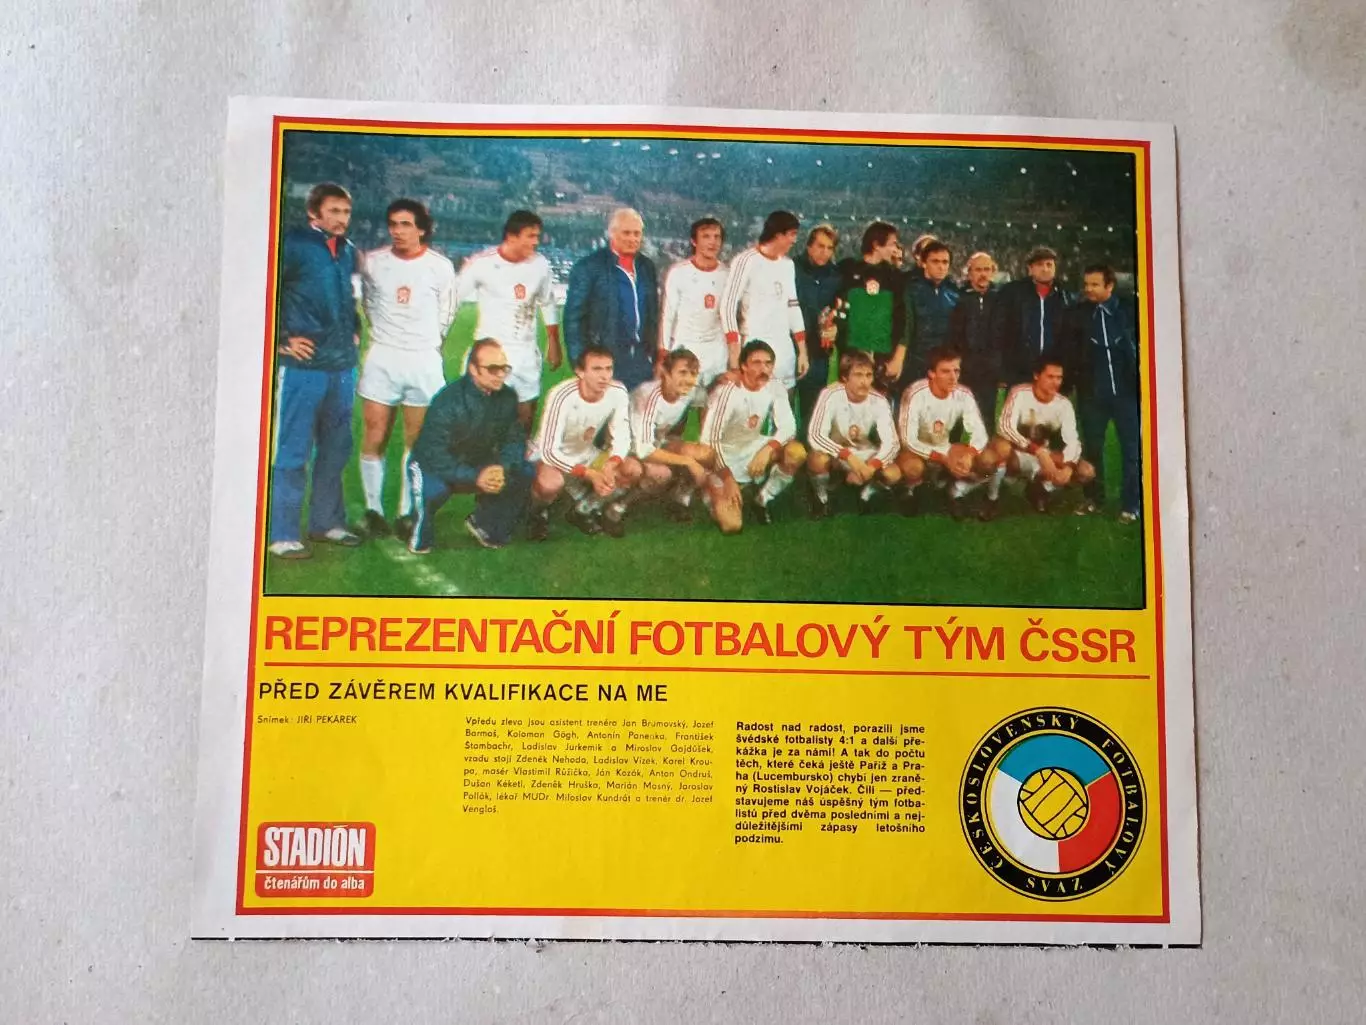 REPREZENTAČNÍ FOTBALOVÝ TÝM ČSSR
PŘED ZÁVĚREM KVALIFIKACE NA ME
Snímek: JIŘÍ PEKÁREK
Vpředu zleva jsou asistent trenéra Jan Brumovský, Jozef
Barmoš, Koloman Gögh, Antonín Panenka, František
Štambachr, Ladislav Jurkemik a Miroslav Gajdůšek,
vzadu stojí Zdeněk Nehoda, Ladislav Vízek, Karel Krou-
pa, masér Vlastimil Růžička, Ján Kozák, Anton Ondruš,
Dušan Kéketi, Zdeněk Hruška, Marián Masný, Jaroslav
Pollák, lékař MUDr. Miloslav Kundrát a trenér dr. Jozef
Vengloš.
Radost nad radost, porazili jsme
švédské fotbalisty 4:1 a další pře-
kážka je za námi! A tak do počtu
těch, které čeká ještě Paříž a Pra-
ha (Lucembursko) chybí jen zraně-
ný Rostislav Vojáček. Čili — před-
stavujeme náš úspěšný tým fotba-
listů před dvěma posledními a nej-
důležitějšími zápasy letošního
podzimu.
STADIÓN
čtenářům do alba
ČESKOSLOVENSKÝ FOTBALOVÝ
SVAZ